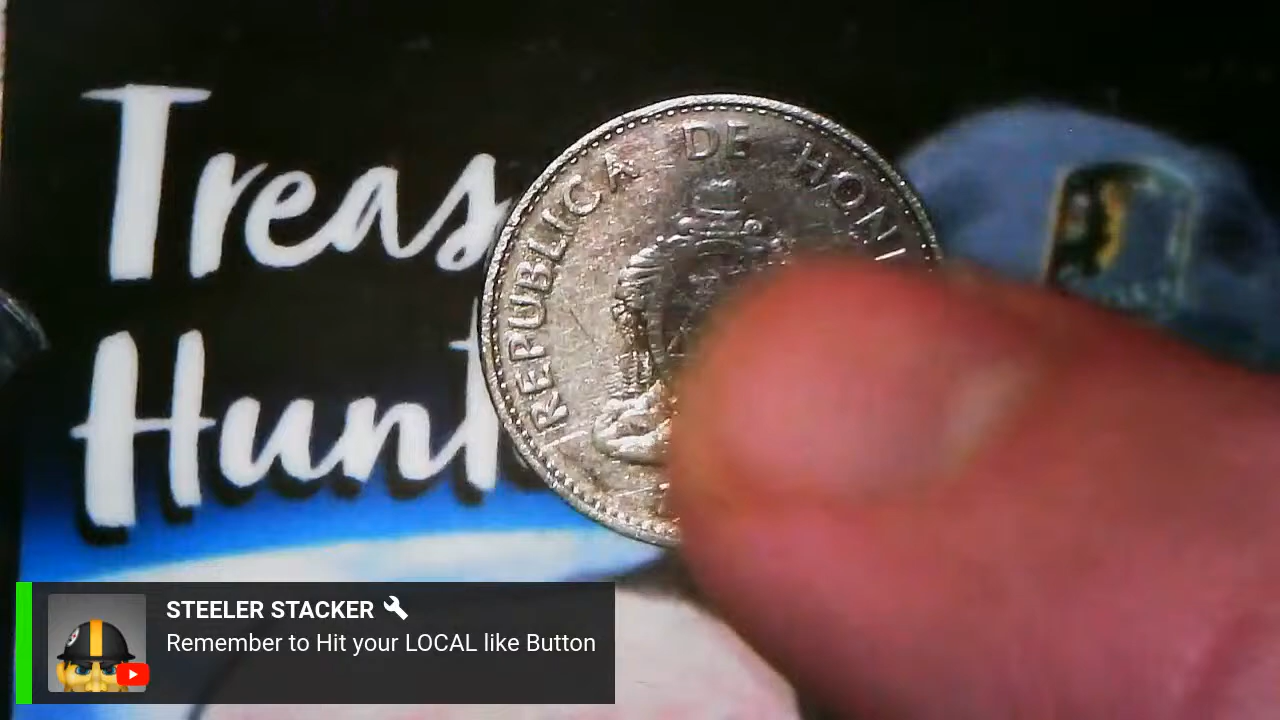 Treas
Hunt
REPUBLICA DE HON
STEELER STACKER
Remember to Hit your LOCAL like Button